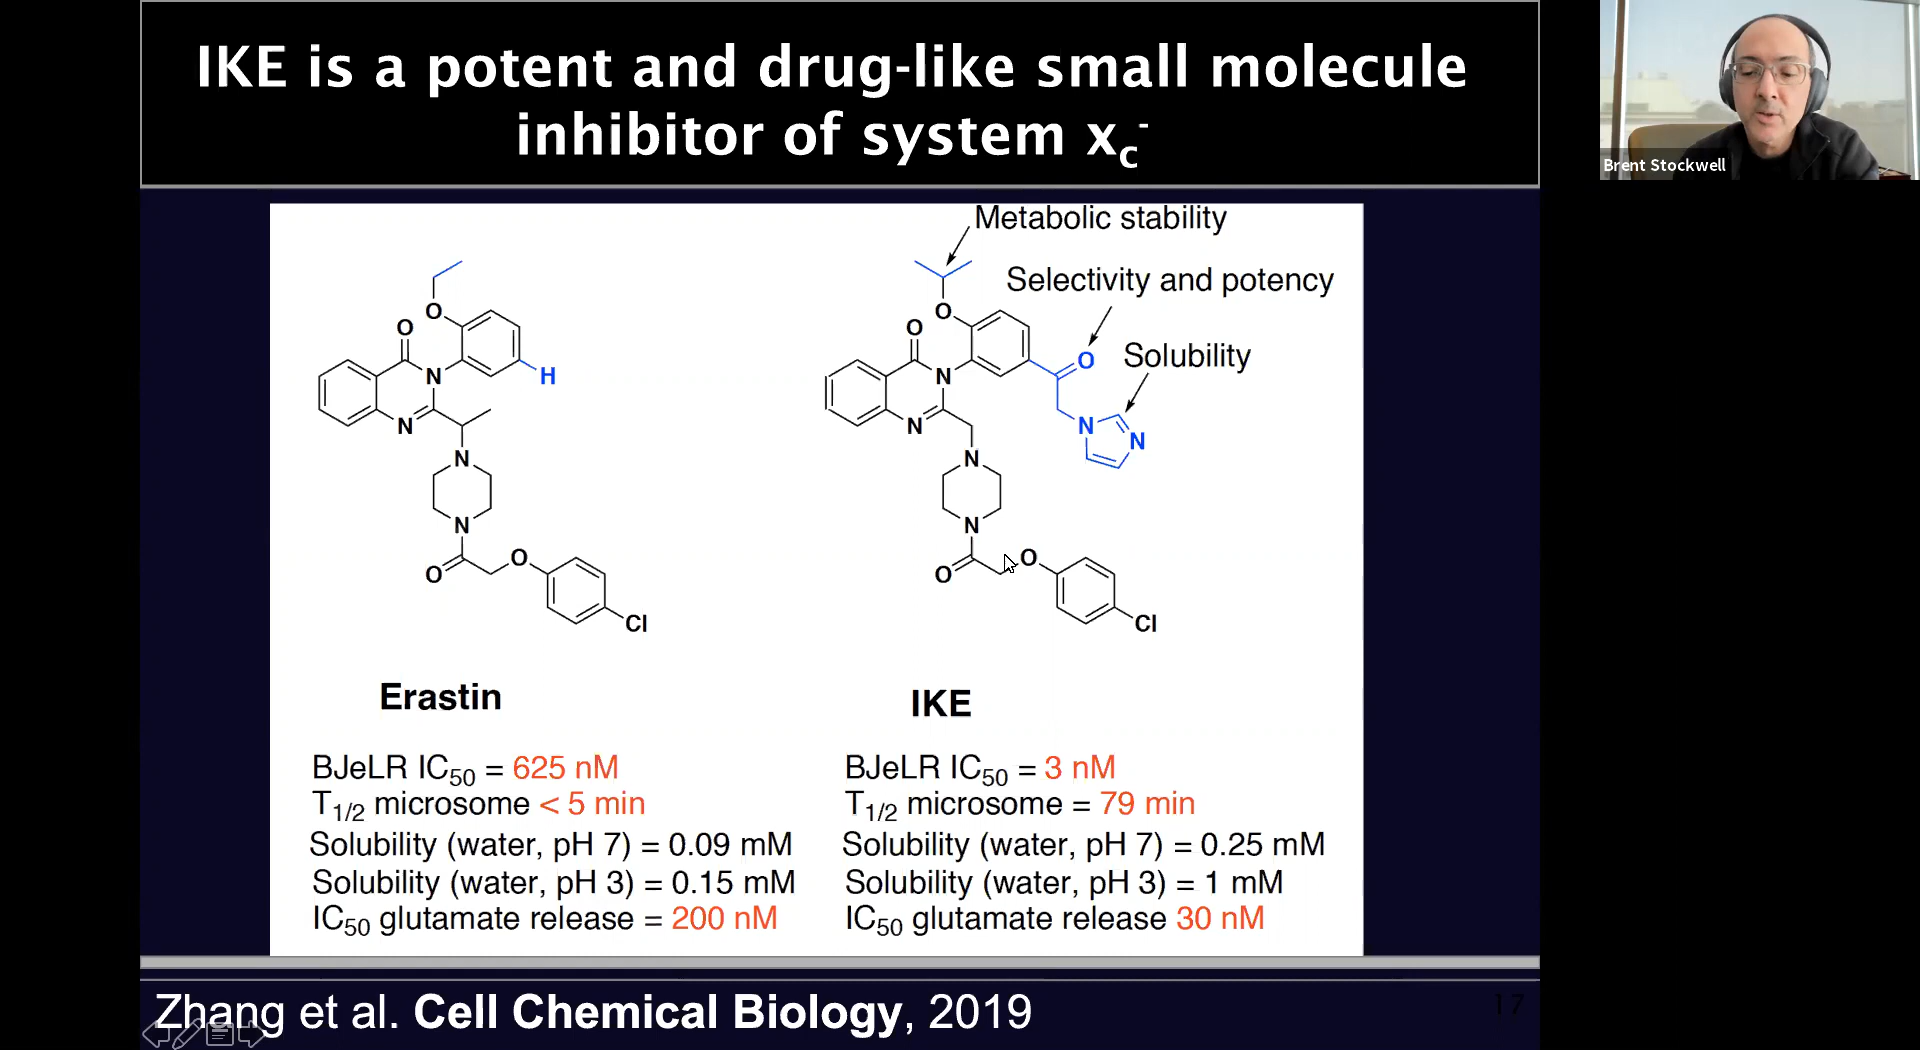 IKE is a potent and drug-like small molecule
inhibitor of system xc-
Brent Stockwell
Metabolic stability
Selectivity and potency
Solubility
O
O
N
H
N
N
N
O
O
Cl
O
O
N
O
N
N
N
N
N
O
O
Cl
Erastin
BJeLR IC50 = 625 nM
T1/2 microsome < 5 min
Solubility (water, pH 7) = 0.09 mM
Solubility (water, pH 3) = 0.15 mM
IC50 glutamate release = 200 nM
IKE
BJeLR IC50 = 3 nM
T1/2 microsome = 79 min
Solubility (water, pH 7) = 0.25 mM
Solubility (water, pH 3) = 1 mM
IC50 glutamate release 30 nM
Zhang et al. Cell Chemical Biology, 2019
17